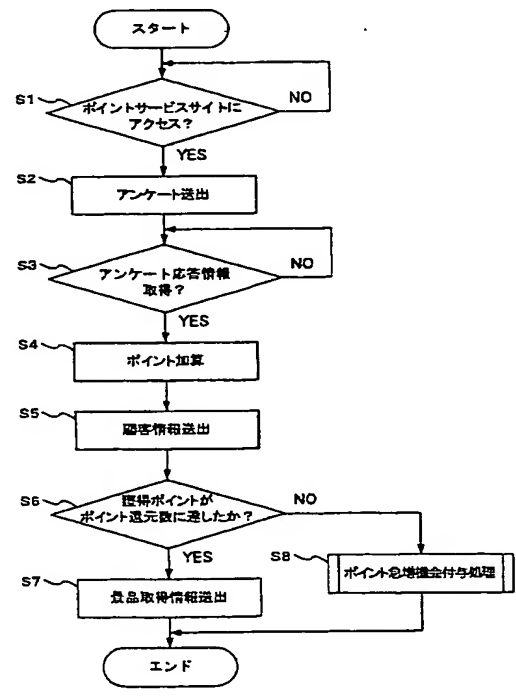 スタート
S1
ポイントサービスサイトに
アクセス？
NO
YES
S2
アンケート送出
S3
アンケート応答情報
取得？
NO
YES
S4
ポイント加算
S5
顧客情報送出
S6
獲得ポイントが
ポイント還元数に達したか？
NO
YES
S7
景品取得情報送出
S8
ポイント急増機会付与処理
エンド